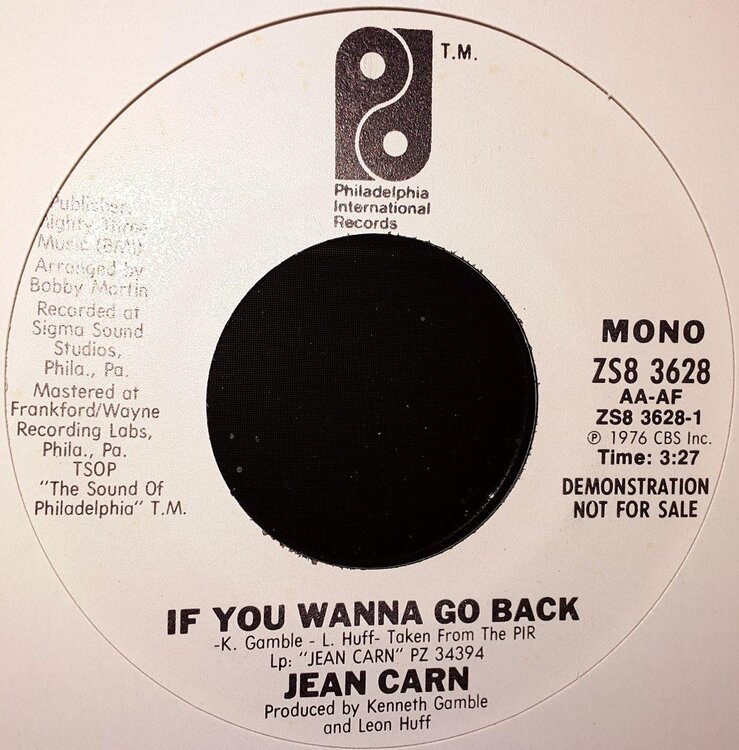 T.M.
Philadelphia
International
Records
Publisher:
Mighty Three
Music (BMI)
Arranged by
Bobby Martin
Recorded at
Sigma Sound
Studios,
Phila., Pa.
Mastered at
Frankford/Wayne
Recording Labs,
Phila., Pa.
TSOP
"The Sound Of
Philadelphia" T.M.
MONO
ZS8 3628
AA-AF
ZS8 3628-1
℗ 1976 CBS Inc.
Time: 3:27
DEMONSTRATION
NOT FOR SALE
IF YOU WANNA GO BACK
-K. Gamble - L. Huff- Taken From The PIR
Lp: "JEAN CARN" PZ 34394
JEAN CARN
Produced by Kenneth Gamble
and Leon Huff